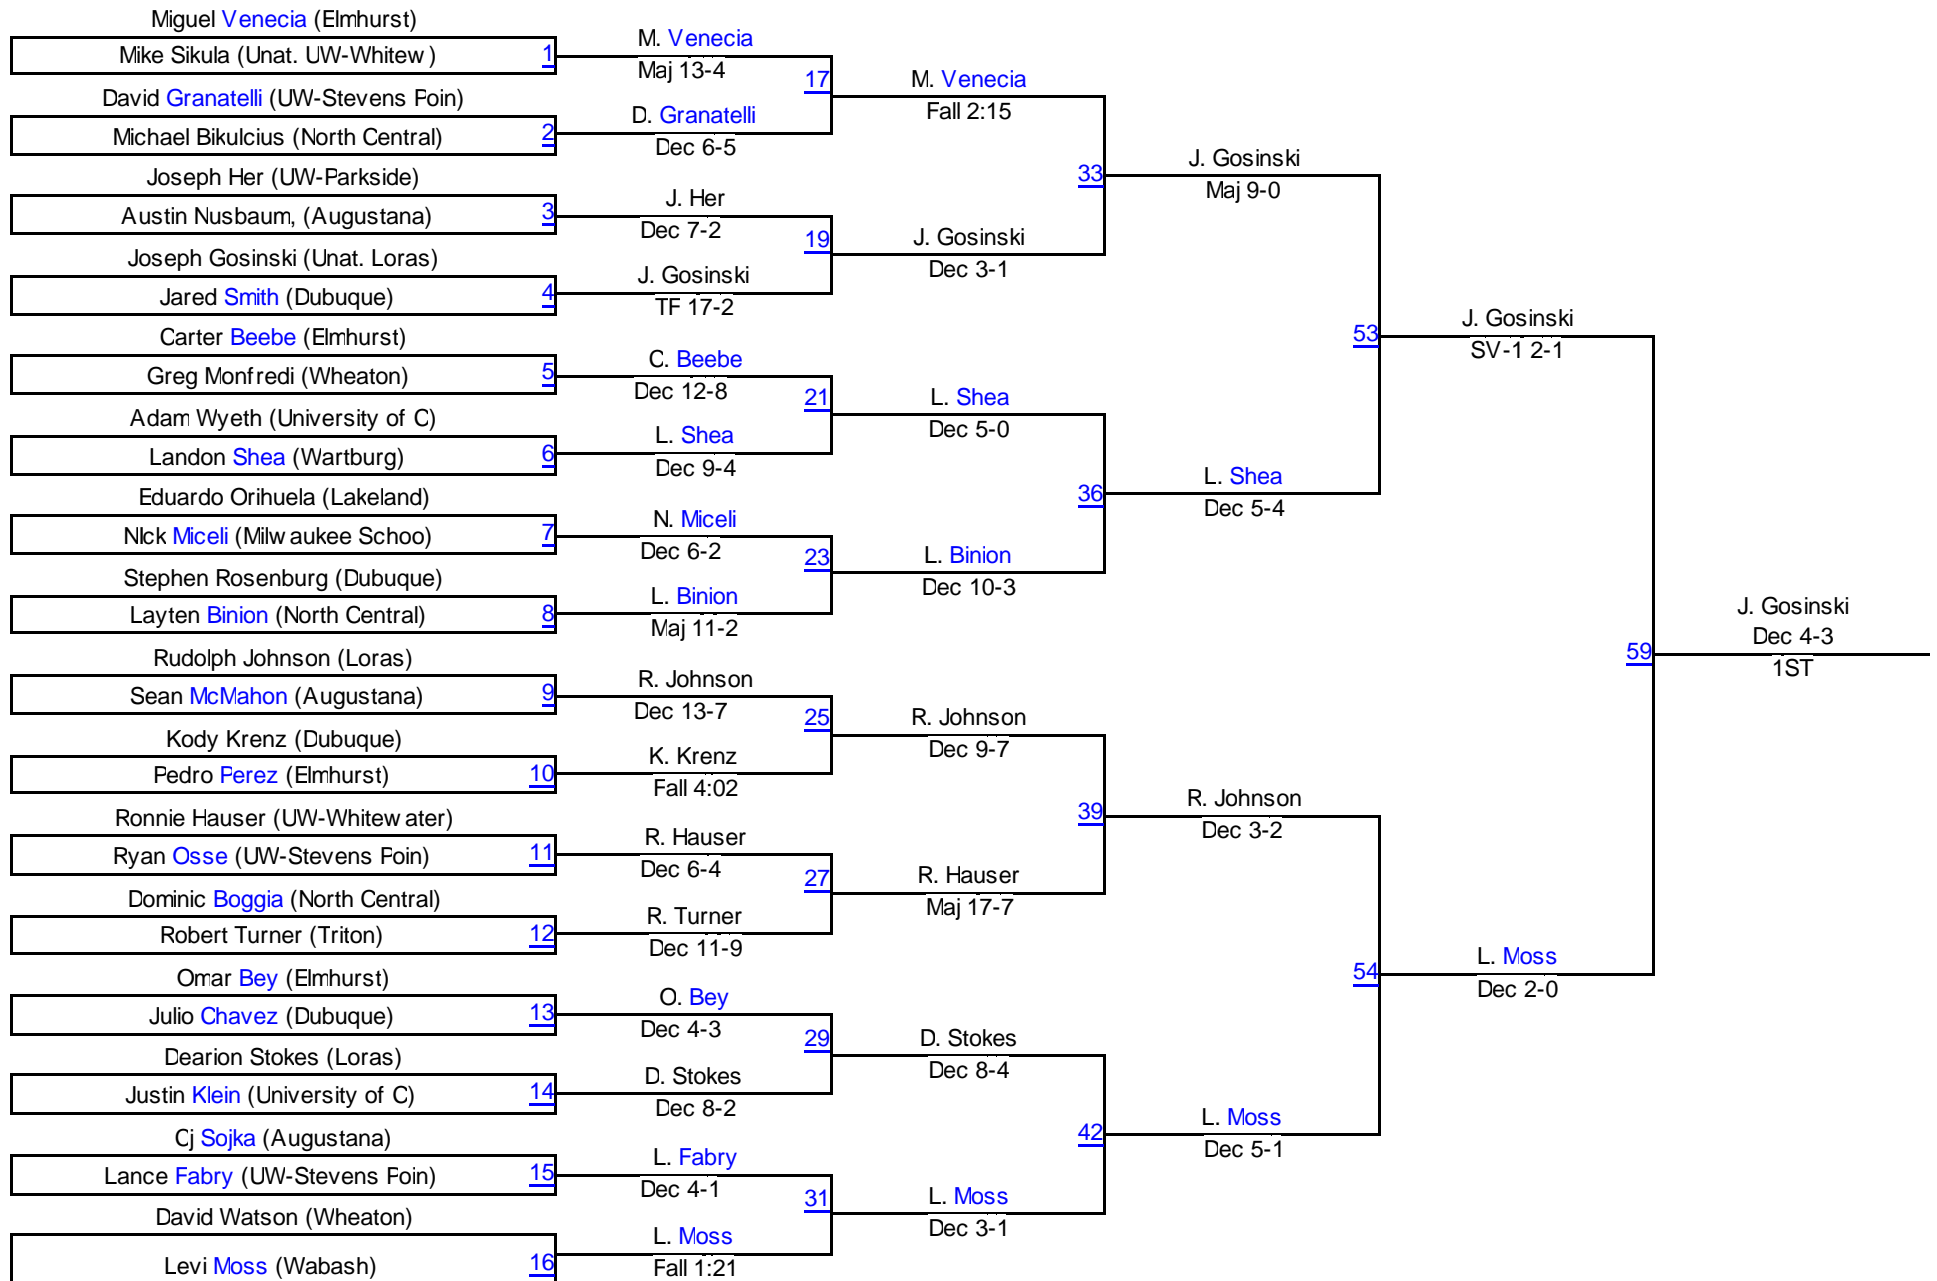 Miguel Venecia (Elmhurst)
Mike Sikula (Unat. UW-Whitew)
1
David Granatelli (UW-Stevens Poin)
Michael Bikulcius (North Central)
2
Joseph Her (UW-Parkside)
Austin Nusbaum, (Augustana)
3
Joseph Gosinski (Unat. Loras)
Jared Smith (Dubuque)
4
Carter Beebe (Elmhurst)
Greg Monfredi (Wheaton)
5
Adam Wyeth (University of C)
Landon Shea (Wartburg)
6
Eduardo Orihuela (Lakeland)
NIck Miceli (Milwaukee Schoo)
7
Stephen Rosenburg (Dubuque)
Layten Binion (North Central)
8
Rudolph Johnson (Loras)
Sean McMahon (Augustana)
9
Kody Krenz (Dubuque)
Pedro Perez (Elmhurst)
10
Ronnie Hauser (UW-Whitewater)
Ryan Osse (UW-Stevens Poin)
11
Dominic Boggia (North Central)
Robert Turner (Triton)
12
Omar Bey (Elmhurst)
Julio Chavez (Dubuque)
13
Dearion Stokes (Loras)
Justin Klein (University of C)
14
Cj Sojka (Augustana)
Lance Fabry (UW-Stevens Poin)
15
David Watson (Wheaton)
Levi Moss (Wabash)
16
M. Venecia
Maj 13-4
17
D. Granatelli
Dec 6-5
J. Her
Dec 7-2
19
J. Gosinski
TF 17-2
C. Beebe
Dec 12-8
21
L. Shea
Dec 9-4
N. Miceli
Dec 6-2
23
L. Binion
Maj 11-2
R. Johnson
Dec 13-7
25
K. Krenz
Fall 4:02
R. Hauser
Dec 6-4
27
R. Turner
Dec 11-9
O. Bey
Dec 4-3
29
D. Stokes
Dec 8-2
L. Fabry
Dec 4-1
31
L. Moss
Fall 1:21
M. Venecia
Fall 2:15
33
J. Gosinski
Dec 3-1
L. Shea
Dec 5-0
36
L. Binion
Dec 10-3
R. Johnson
Dec 9-7
39
R. Hauser
Maj 17-7
D. Stokes
Dec 8-4
42
L. Moss
Dec 3-1
J. Gosinski
Maj 9-0
53
L. Shea
Dec 5-4
R. Johnson
Dec 3-2
54
L. Moss
Dec 5-1
J. Gosinski
SV-1 2-1
59
L. Moss
Dec 2-0
J. Gosinski
Dec 4-3
1ST